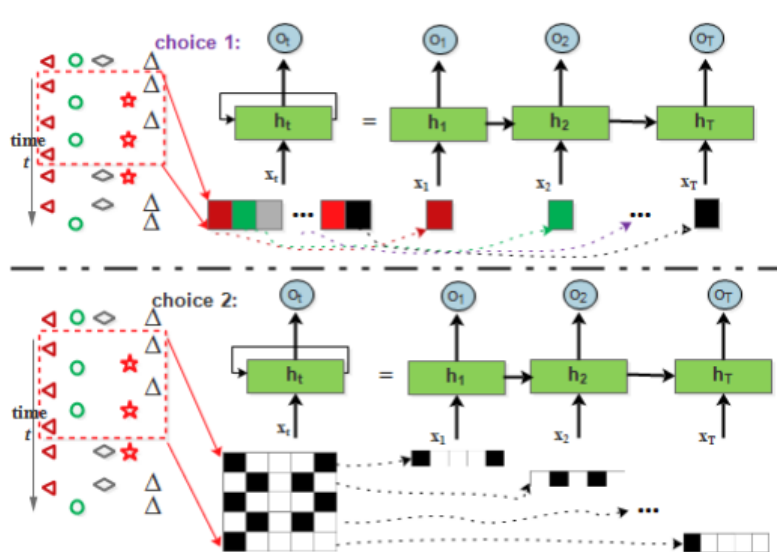 choice 1:
O_t O_1 O_2 O_T
h_t = h_1 h_2 h_T
time
t
x_t x_1 x_2 x_T
... ...
choice 2:
O_t O_1 O_2 O_T
h_t = h_1 h_2 h_T
time
t
x_t x_1 x_2 x_T
...